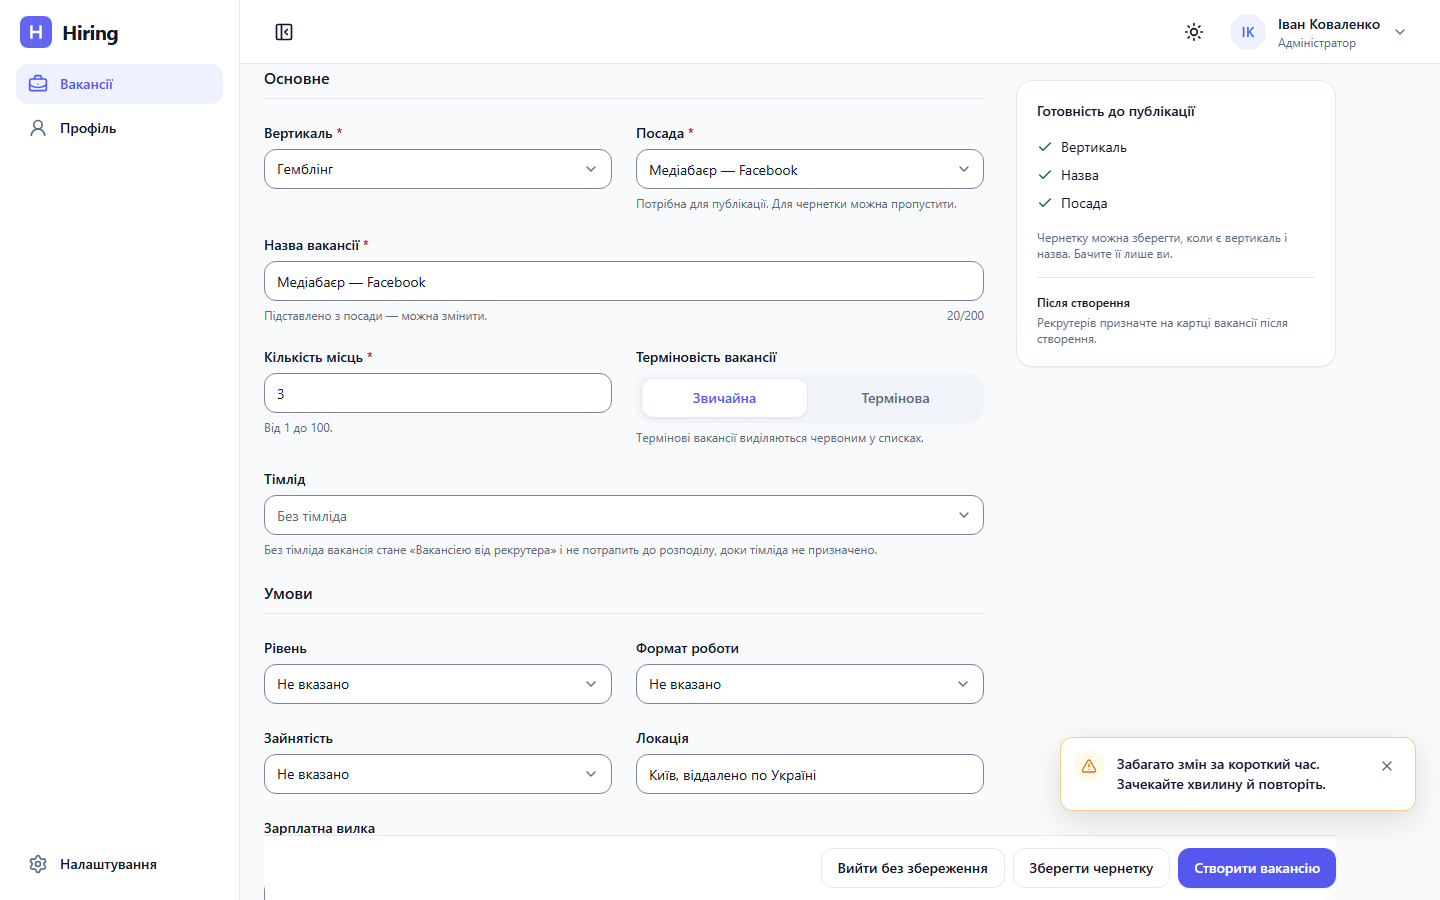 H Hiring
Вакансії
Профіль
Налаштування
ІК
Іван Коваленко
Адміністратор
Основне
Вертикаль *
Гемблінг
Посада *
Медіабаєр — Facebook
Потрібна для публікації. Для чернетки можна пропустити.
Назва вакансії *
Медіабаєр — Facebook
Підставлено з посади — можна змінити.
20/200
Кількість місць *
3
Від 1 до 100.
Терміновість вакансії
Звичайна
Термінова
Термінові вакансії виділяються червоним у списках.
Тімлід
Без тімліда
Без тімліда вакансія стане «Вакансією від рекрутера» і не потрапить до розподілу, доки тімліда не призначено.
Умови
Рівень
Не вказано
Формат роботи
Не вказано
Зайнятість
Не вказано
Локація
Київ, віддалено по Україні
Зарплатна вилка
Готовність до публікації
Вертикаль
Назва
Посада
Чернетку можна зберегти, коли є вертикаль і
назва. Бачите її лише ви.
Після створення
Рекрутерів призначте на картці вакансії після
створення.
Забагато змін за короткий час.
Зачекайте хвилину й повторіть.
Вийти без збереження
Зберегти чернетку
Створити вакансію